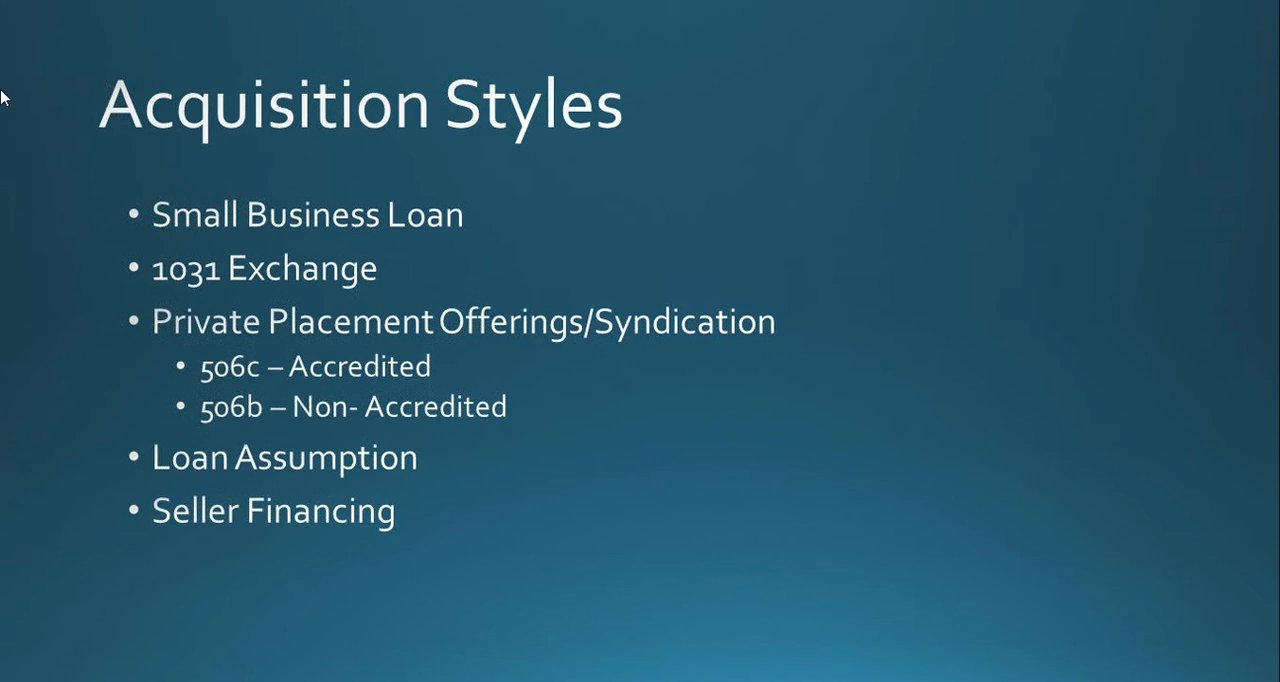 Acquisition Styles
• Small Business Loan
• 1031 Exchange
• Private Placement Offerings/Syndication
• 506c – Accredited
• 506b – Non- Accredited
• Loan Assumption
• Seller Financing